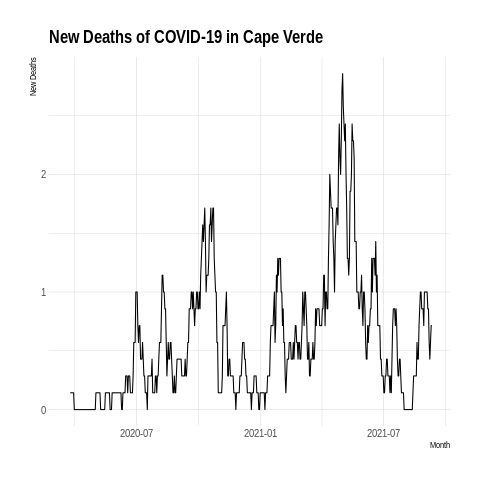 New Deaths of COVID-19 in Cape Verde
New Deaths
2
1
0
2020-07
2021-01
2021-07
Month